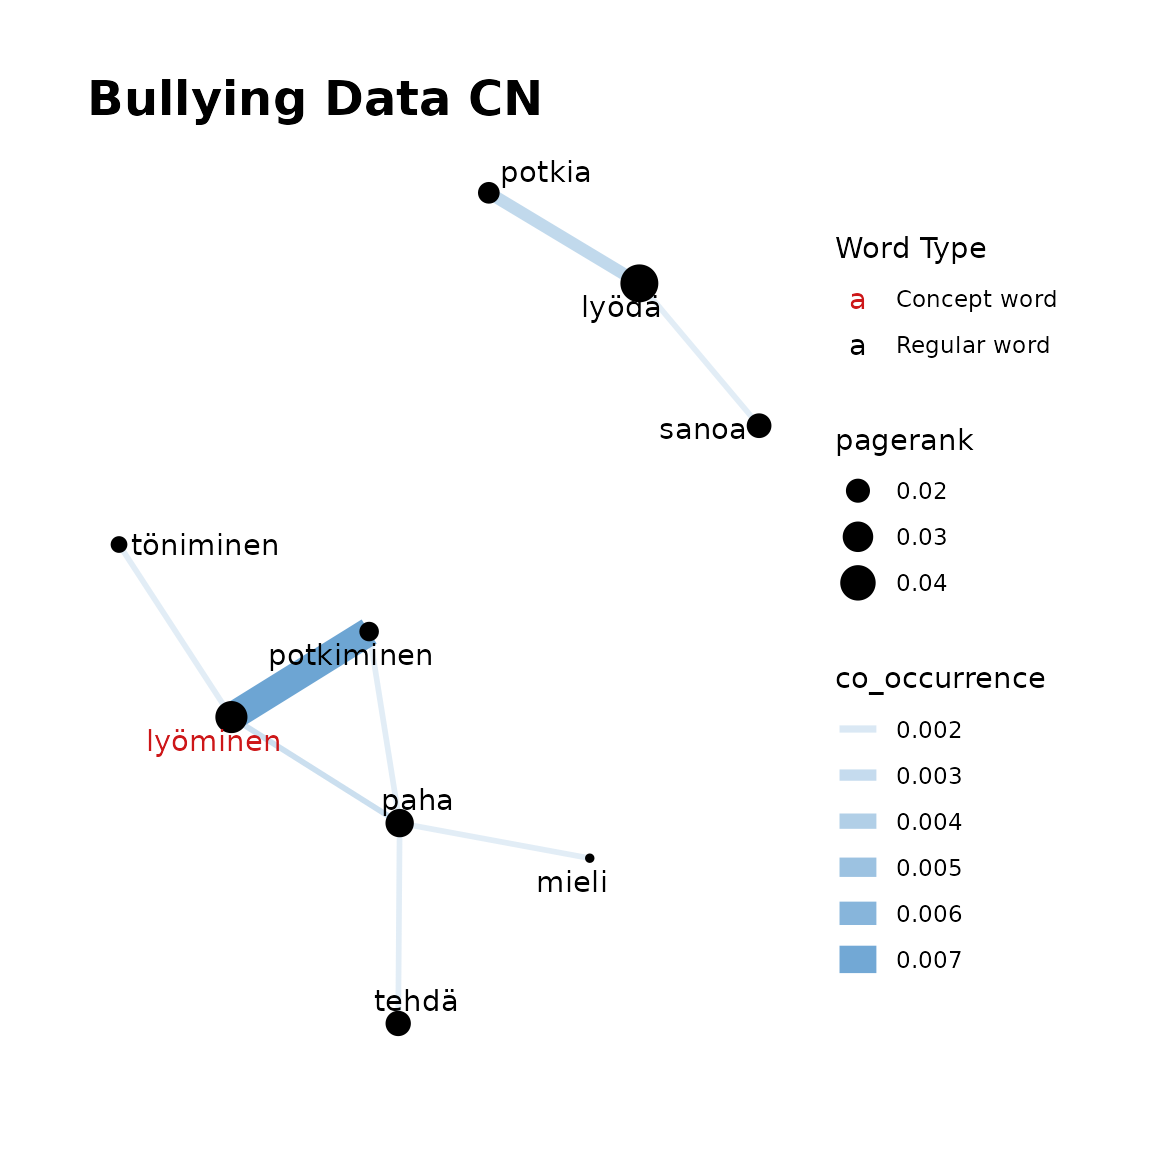 Bullying Data CN
potkia
lyödä
sanoa
töniminen
potkiminen
lyöminen
paha
mieli
tehdä
Word Type
a Concept word
a Regular word
pagerank
0.02
0.03
0.04
co_occurrence
0.002
0.003
0.004
0.005
0.006
0.007